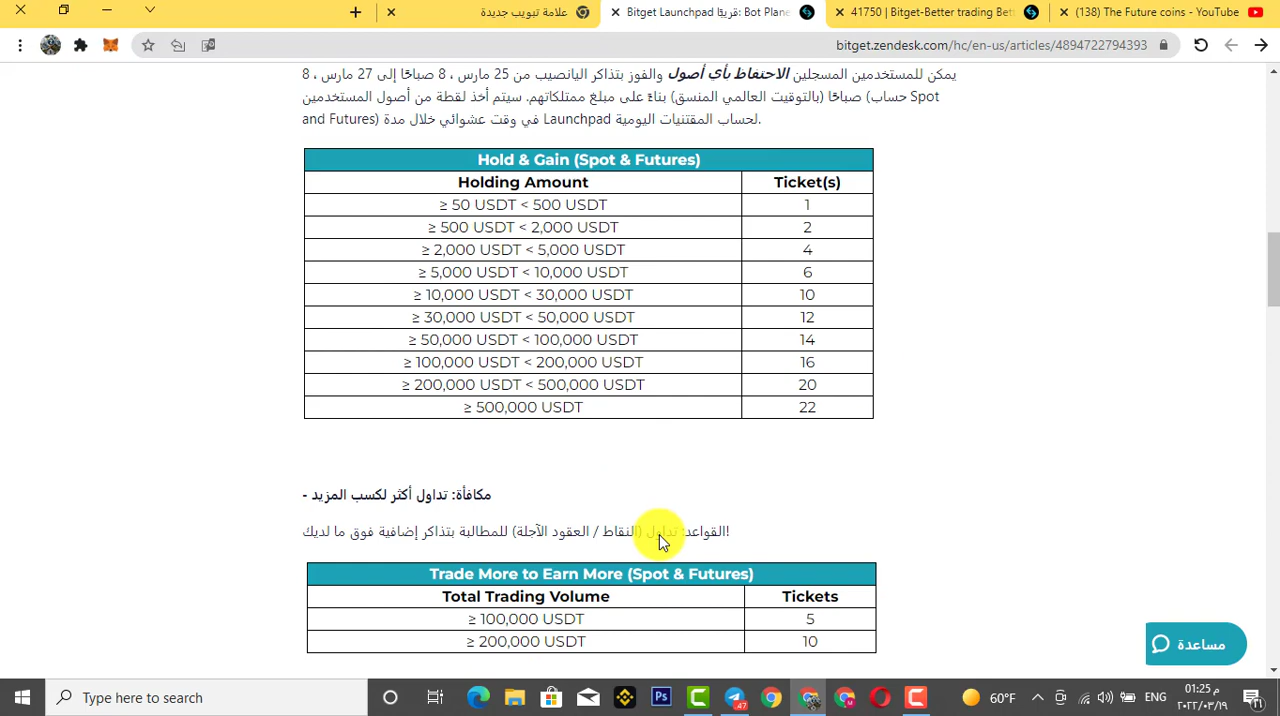 علامة تبويب جديدة
Bitget Launchpad قريبًا: Bot Plane
41750 | Bitget-Better trading Bett
(138) The Future coins - YouTube
bitget.zendesk.com/hc/en-us/articles/4894722794393
يمكن للمستخدمين المسجلين الاحتفاظ بأي أصول والفوز بتذاكر اليانصيب من 25 مارس ، 8 صباحًا إلى 27 مارس ، 8
صباحًا (بالتوقيت العالمي المنسق) بناءً على مبلغ ممتلكاتهم. سيتم أخذ لقطة من أصول المستخدمين (حساب Spot
and Futures) في وقت عشوائي خلال مدة Launchpad لحساب المقتنيات اليومية.
Hold & Gain (Spot & Futures)
Holding Amount Ticket(s)
≥ 50 USDT < 500 USDT 1
≥ 500 USDT < 2,000 USDT 2
≥ 2,000 USDT < 5,000 USDT 4
≥ 5,000 USDT < 10,000 USDT 6
≥ 10,000 USDT < 30,000 USDT 10
≥ 30,000 USDT < 50,000 USDT 12
≥ 50,000 USDT < 100,000 USDT 14
≥ 100,000 USDT < 200,000 USDT 16
≥ 200,000 USDT < 500,000 USDT 20
≥ 500,000 USDT 22
مكافأة: تداول أكثر لكسب المزيد -
القواعد: تداول (النقاط / العقود الآجلة) للمطالبة بتذاكر إضافية فوق ما لديك!
Trade More to Earn More (Spot & Futures)
Total Trading Volume Tickets
≥ 100,000 USDT 5
≥ 200,000 USDT 10
مساعدة
Type here to search
Ps
47
60°F
ENG
01:25 م
٢٠٢٢/٠٣/١٩
٢١